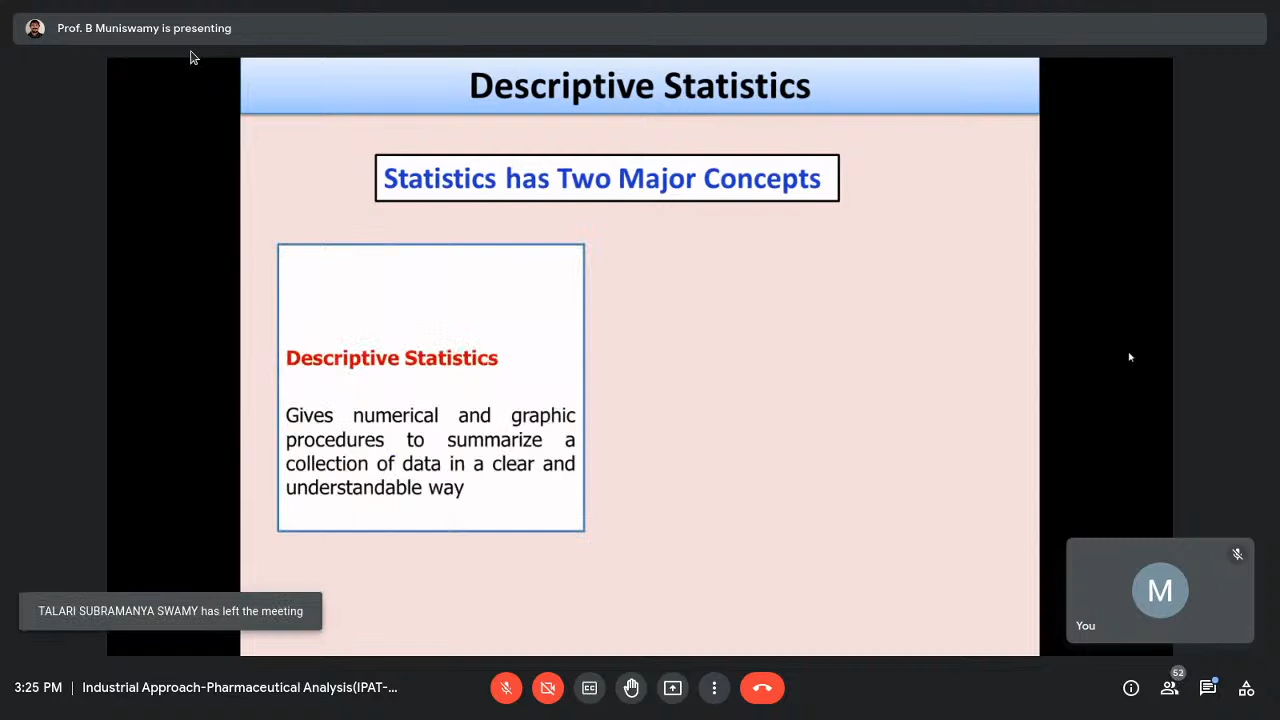 Prof. B Muniswamy is presenting
Descriptive Statistics
Statistics has Two Major Concepts
Descriptive Statistics
Gives numerical and graphic
procedures to summarize a
collection of data in a clear and
understandable way
TALARI SUBRAMANYA SWAMY has left the meeting
M
You
3:25 PM | Industrial Approach-Pharmaceutical Analysis(IPAT-...
CC
52